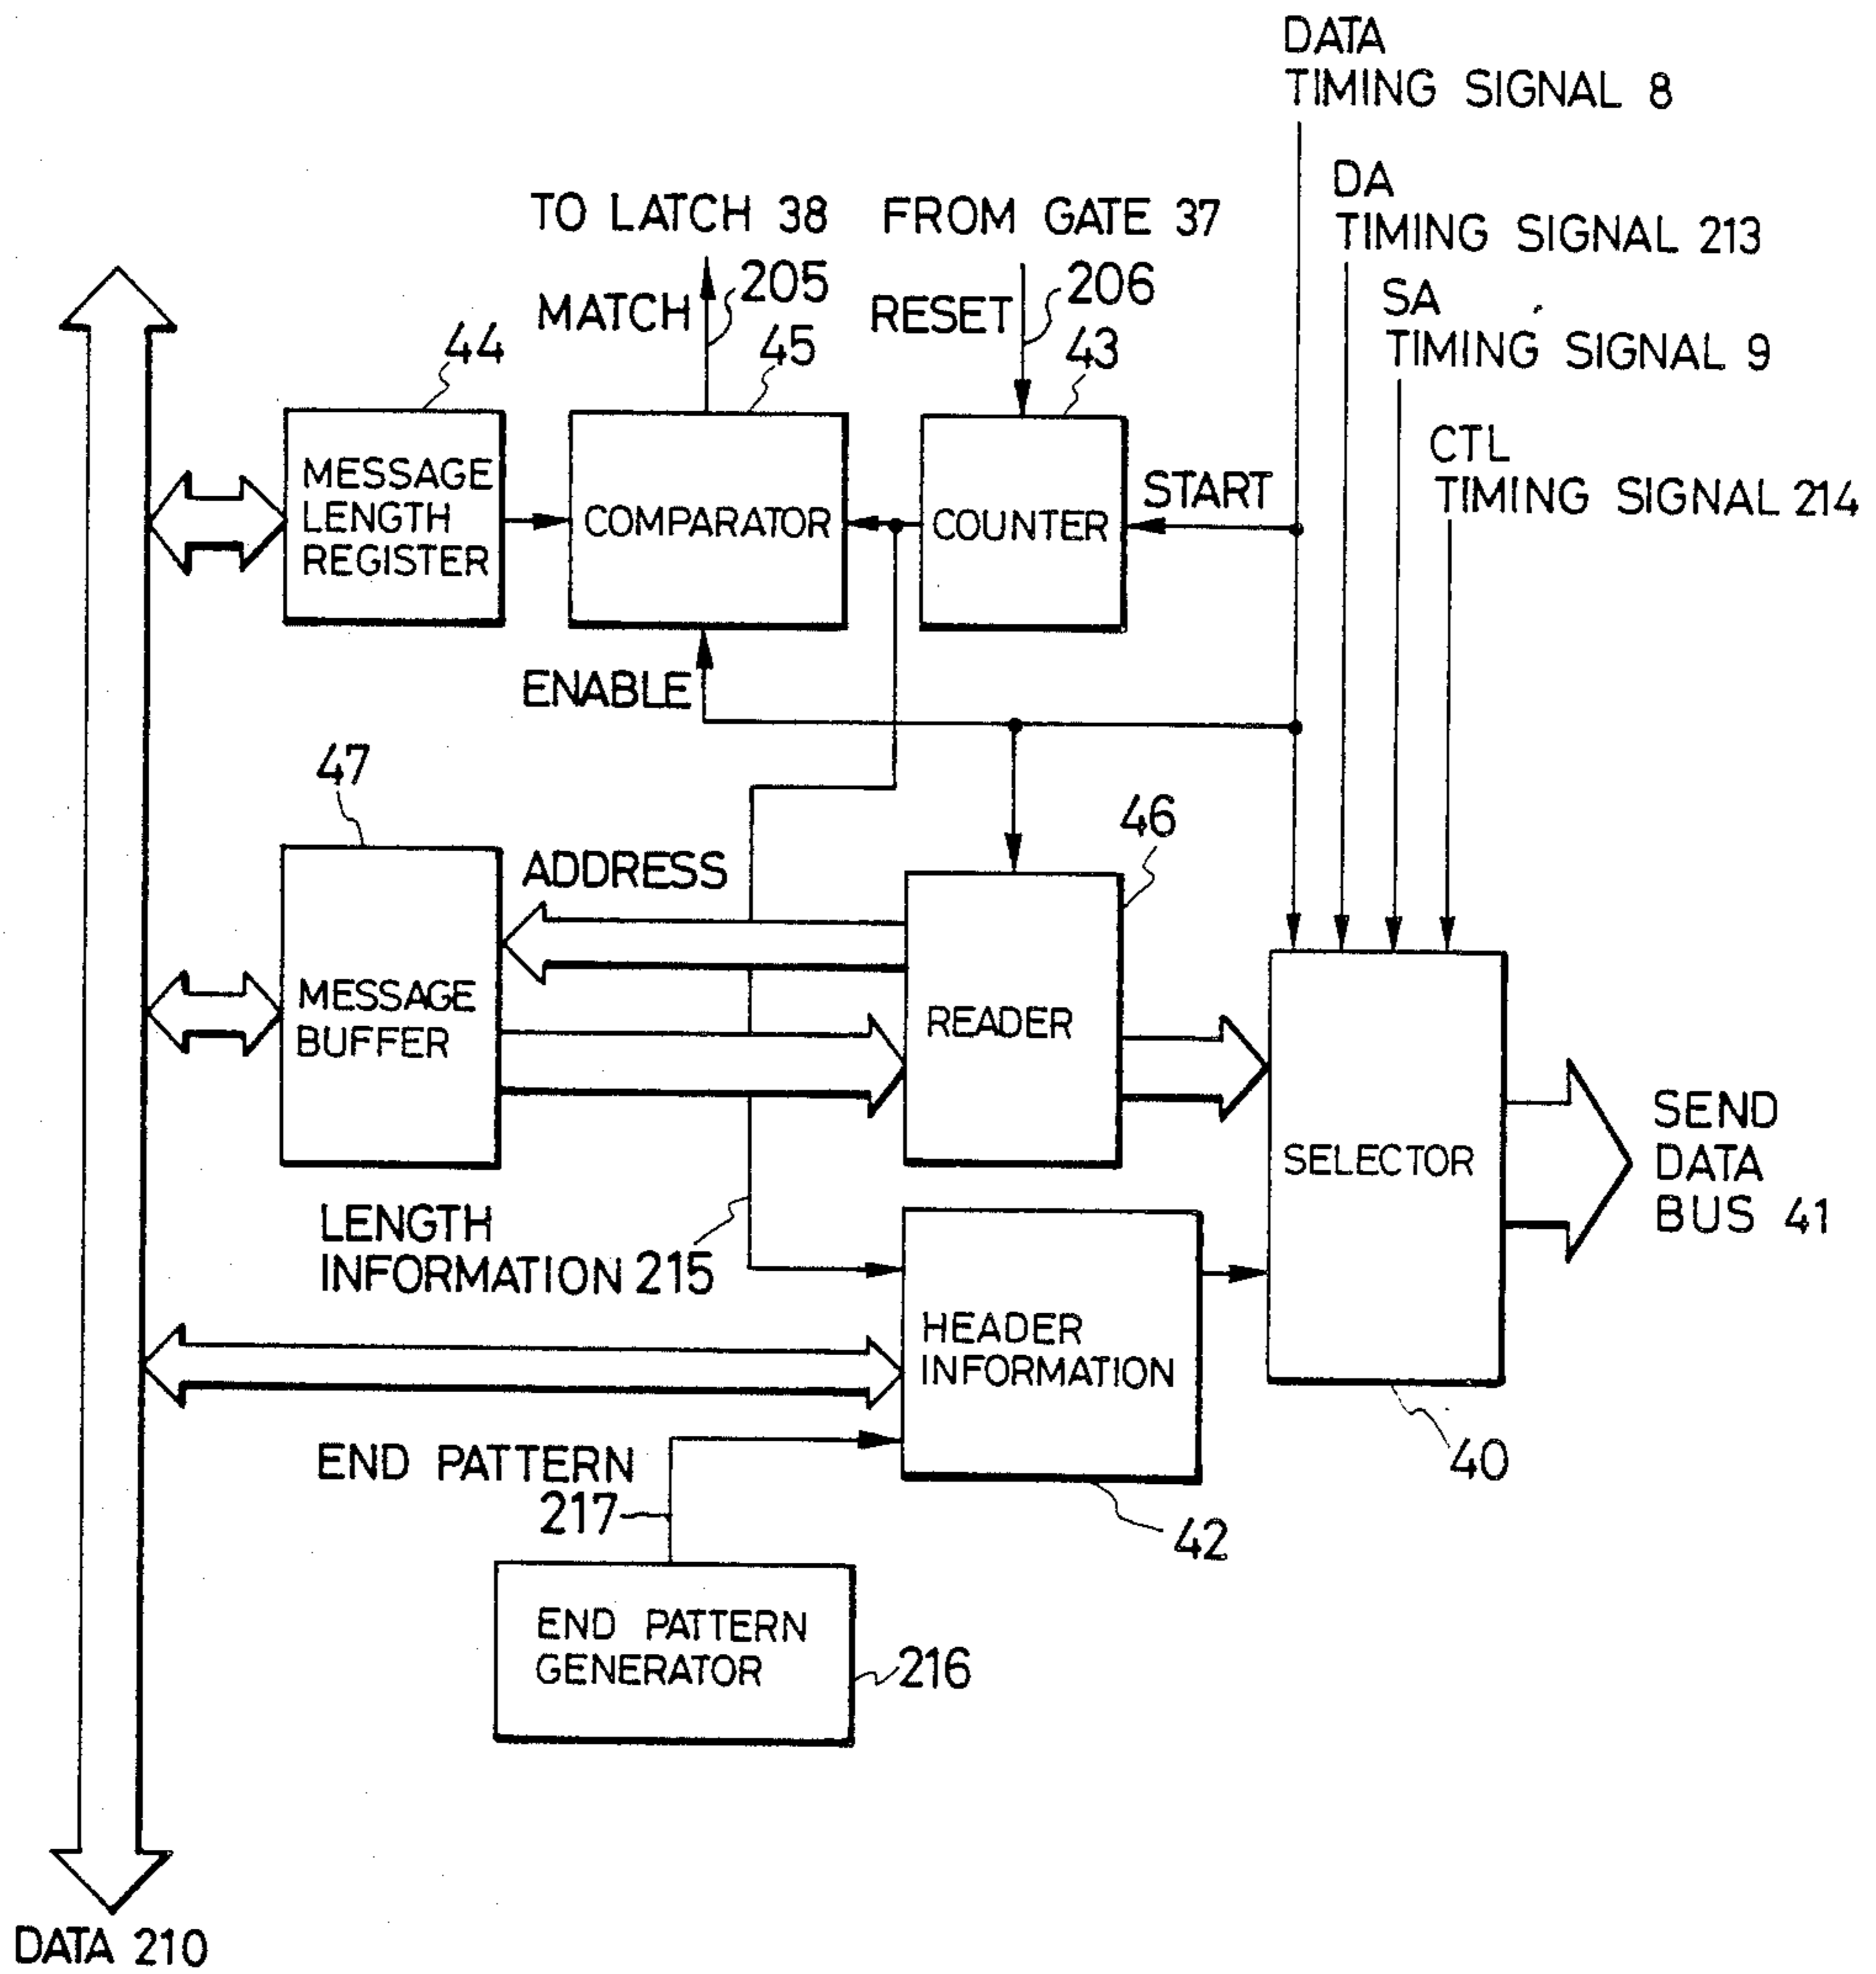 DATA
TIMING SIGNAL 8
DA
TIMING SIGNAL 213
SA
TIMING SIGNAL 9
CTL
TIMING SIGNAL 214
TO LATCH 38
FROM GATE 37
MATCH
205
RESET
206
44
45
43
MESSAGE
LENGTH
REGISTER
COMPARATOR
COUNTER
START
ENABLE
47
46
ADDRESS
MESSAGE
BUFFER
READER
SELECTOR
SEND
DATA
BUS 41
LENGTH
INFORMATION 215
HEADER
INFORMATION
40
END PATTERN
217
42
END PATTERN
GENERATOR
216
DATA 210